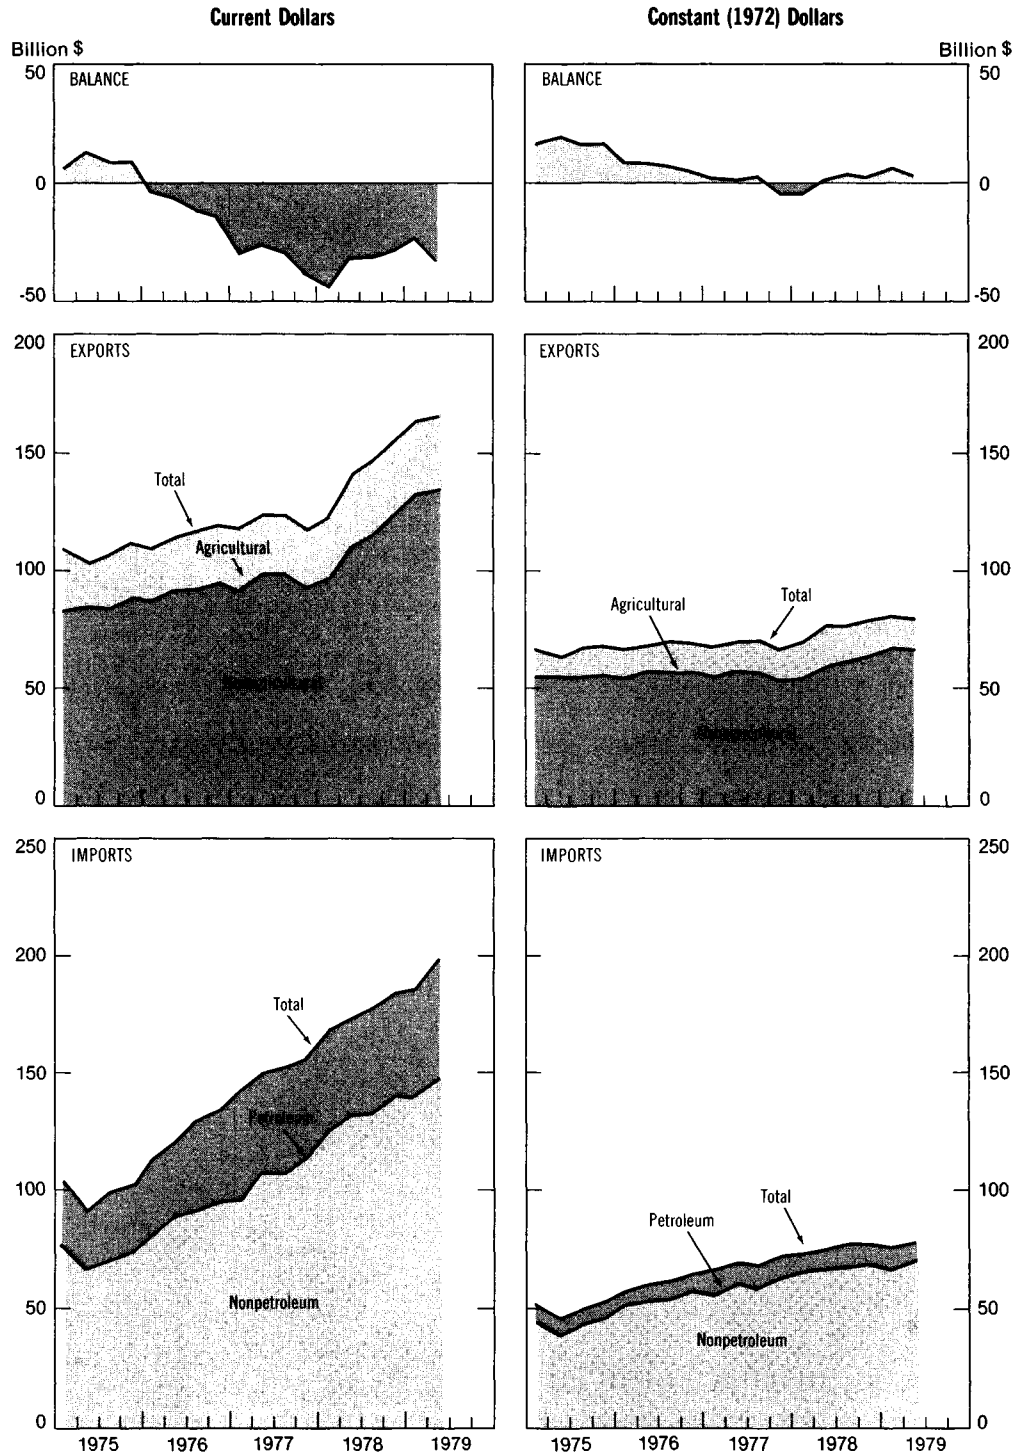 Current Dollars
Constant (1972) Dollars
Billion $
Billion $
50
BALANCE
BALANCE
50
0
0
-50
-50
200
EXPORTS
EXPORTS
200
150
Total
150
Agricultural
100
100
Agricultural
Total
50
Nonagricultural
50
Nonagricultural
0
0
250
IMPORTS
IMPORTS
250
200
200
Total
150
150
Petroleum
100
100
Petroleum
Total
50
Nonpetroleum
50
Nonpetroleum
0
0
1975 1976 1977 1978 1979
1975 1976 1977 1978 1979